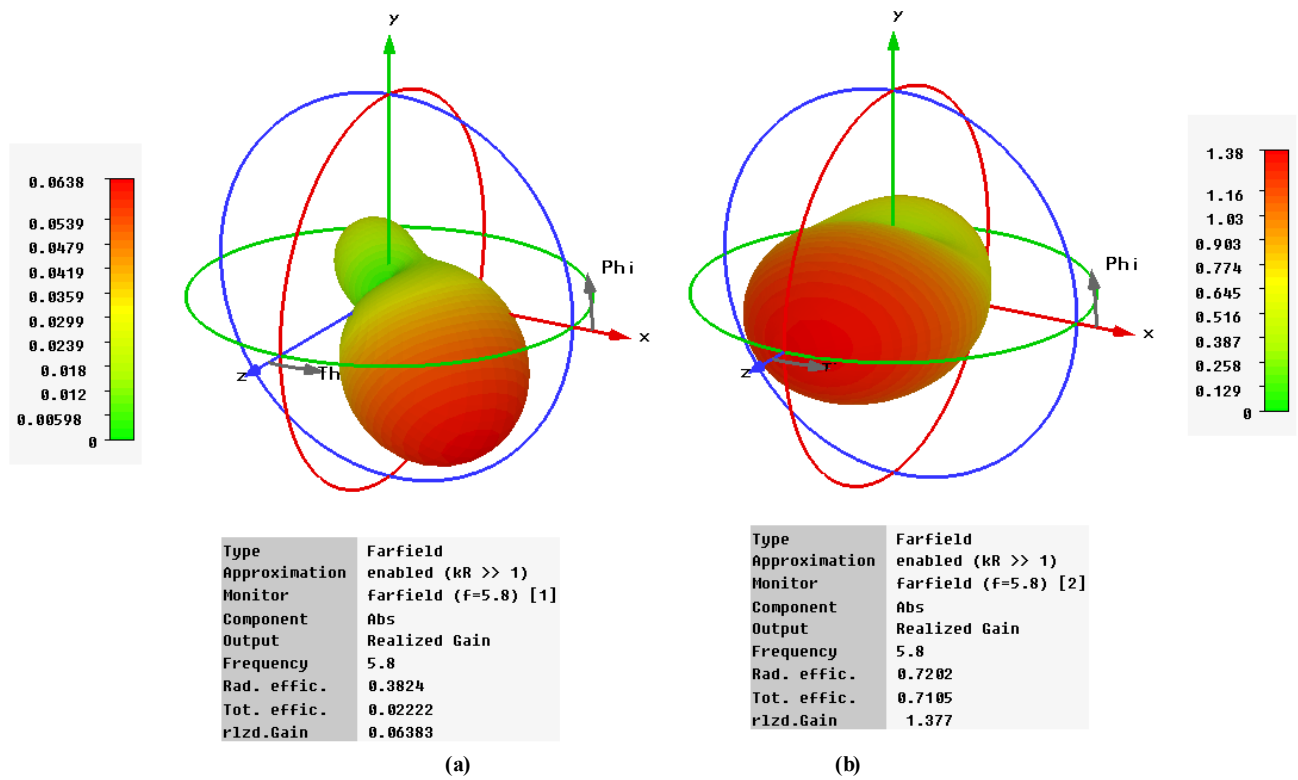 y
0.0638
0.0539
0.0479
0.0419
0.0359
0.0299
0.0239
0.018
0.012
0.00598
0
Phi
x
z
Th
Type Farfield
Approximation enabled (kR >> 1)
Monitor farfield (f=5.8) [1]
Component Abs
Output Realized Gain
Frequency 5.8
Rad. effic. 0.3824
Tot. effic. 0.02222
rlzd.Gain 0.06383
(a)
y
1.38
1.16
1.03
0.903
0.774
0.645
0.516
0.387
0.258
0.129
0
Phi
x
z
Type Farfield
Approximation enabled (kR >> 1)
Monitor farfield (f=5.8) [2]
Component Abs
Output Realized Gain
Frequency 5.8
Rad. effic. 0.7202
Tot. effic. 0.7105
rlzd.Gain 1.377
(b)